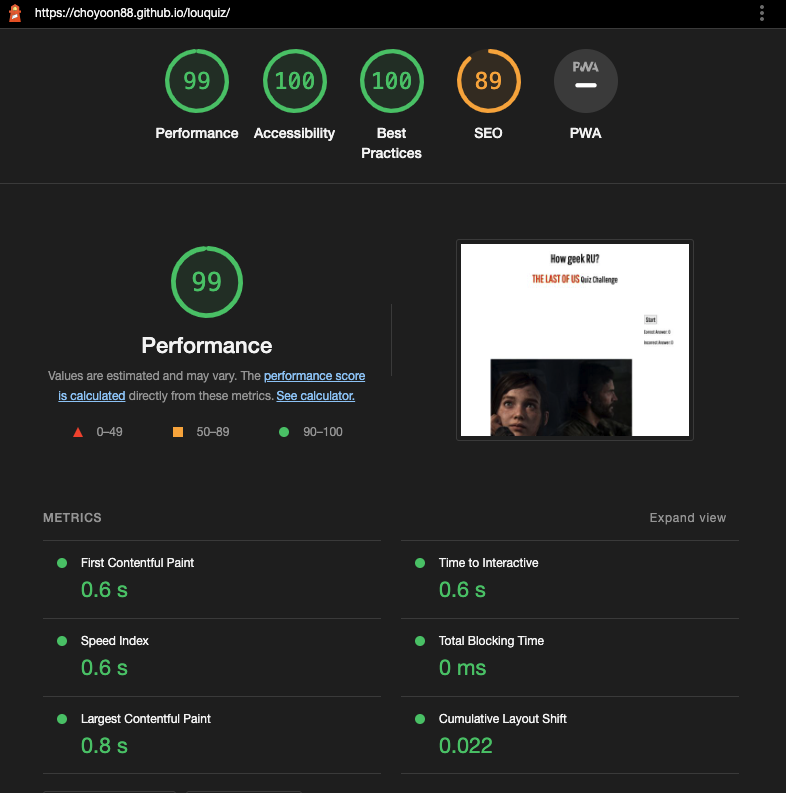 https://choyoon88.github.io/louquiz/
99
100
100
89
PWA
Performance
Accessibility
Best
Practices
SEO
PWA
99
Performance
Values are estimated and may vary. The performance score
is calculated directly from these metrics. See calculator.
0–49
50–89
90–100
How geek RU?
THE LAST OF US Quiz Challenge
Start
Correct Answer: 0
Incorrect Answer: 0
METRICS
Expand view
First Contentful Paint
0.6 s
Time to Interactive
0.6 s
Speed Index
0.6 s
Total Blocking Time
0 ms
Largest Contentful Paint
0.8 s
Cumulative Layout Shift
0.022